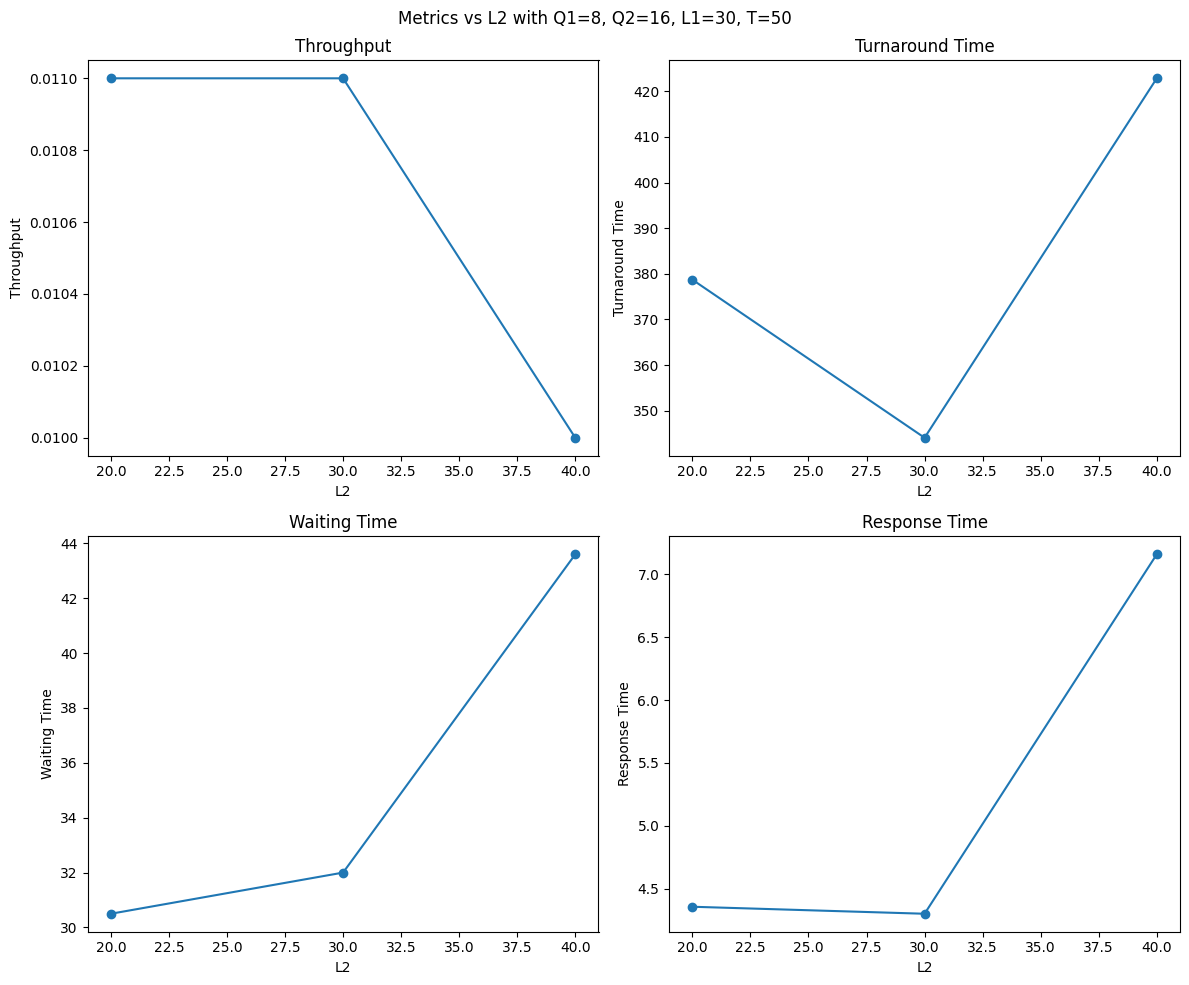 Metrics vs L2 with Q1=8, Q2=16, L1=30, T=50
Throughput
0.0110
0.0108
0.0106
0.0104
0.0102
0.0100
Throughput
20.0 22.5 25.0 27.5 30.0 32.5 35.0 37.5 40.0
L2
Turnaround Time
420
410
400
390
380
370
360
350
Turnaround Time
20.0 22.5 25.0 27.5 30.0 32.5 35.0 37.5 40.0
L2
Waiting Time
44
42
40
38
36
34
32
30
Waiting Time
20.0 22.5 25.0 27.5 30.0 32.5 35.0 37.5 40.0
L2
Response Time
7.0
6.5
6.0
5.5
5.0
4.5
Response Time
20.0 22.5 25.0 27.5 30.0 32.5 35.0 37.5 40.0
L2